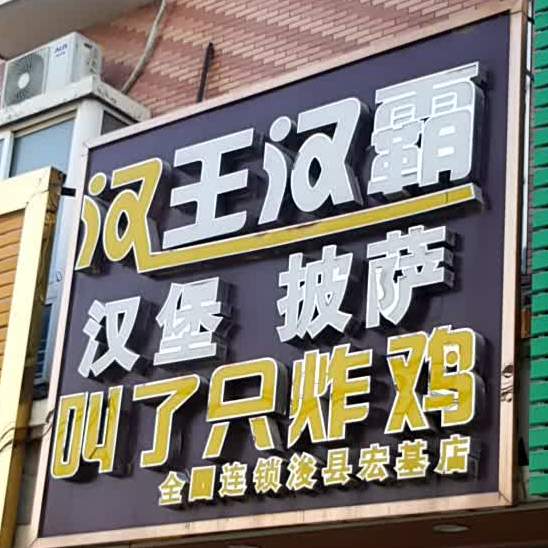 汉王汉霸
汉堡 披萨
叫了只炸鸡
全国连锁浚县宏基店